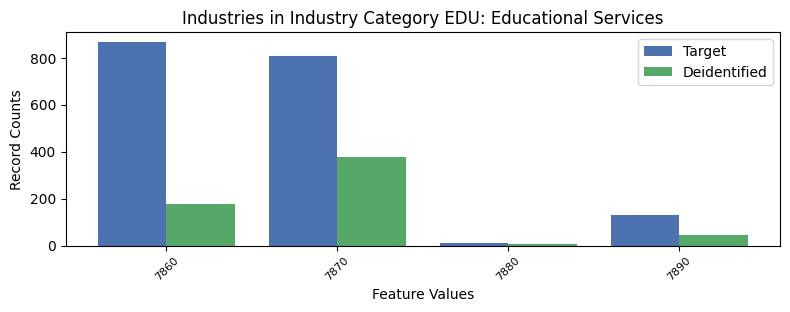 Industries in Industry Category EDU: Educational Services
Target
Deidentified
Record Counts
800
600
400
200
0
7860
7870
7880
7890
Feature Values